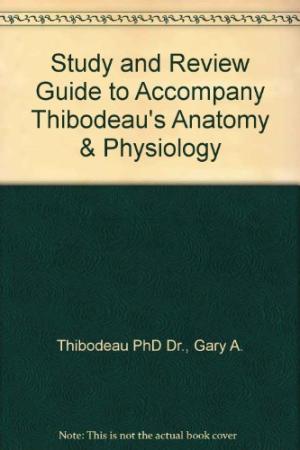 Study and Review
Guide to Accompany
Thibodeau's Anatomy
& Physiology
Thibodeau PhD Dr., Gary A.
Note: This is not the actual book cover